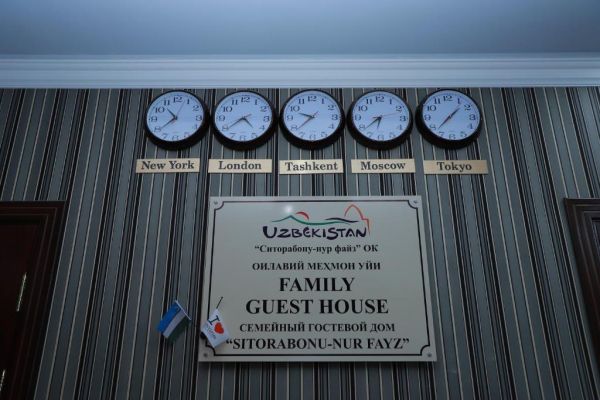 New York London Tashkent Moscow Tokyo
UZBEKISTAN
"Ситорабону-нур файз" ОК
ОИЛАВИЙ МЕҲМОН УЙИ
FAMILY
GUEST HOUSE
СЕМЕЙНЫЙ ГОСТЕВОЙ ДОМ
"SITORABONU-NUR FAYZ"
I